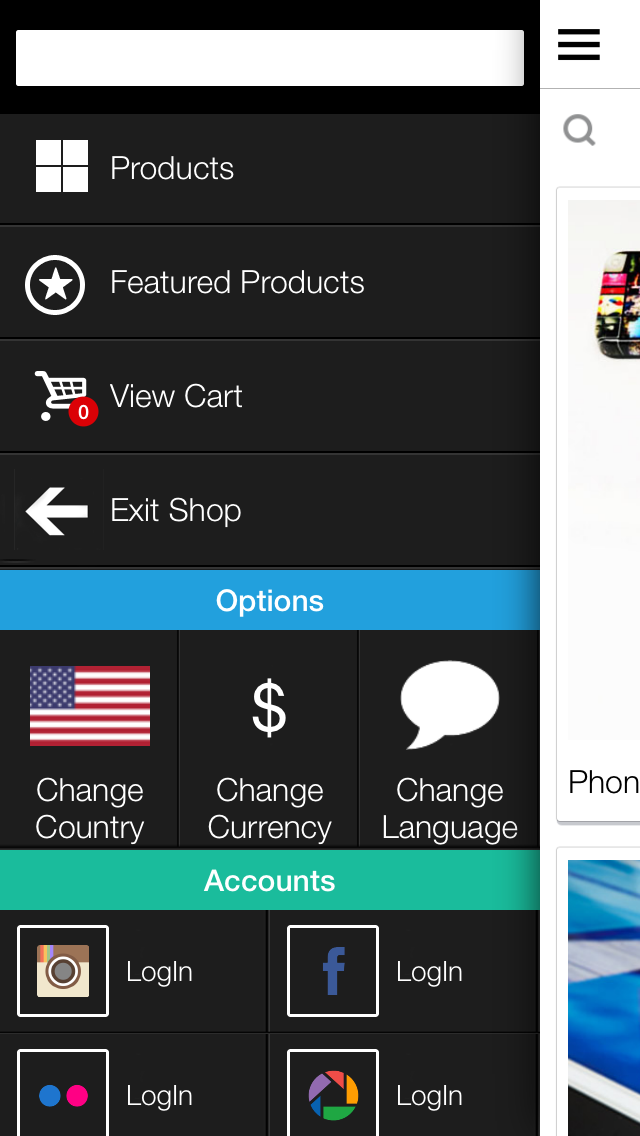 Products
Featured Products
0
View Cart
Exit Shop
Options
$
Change
Country
Change
Currency
Change
Language
Phon
Accounts
LogIn
f
LogIn
LogIn
LogIn